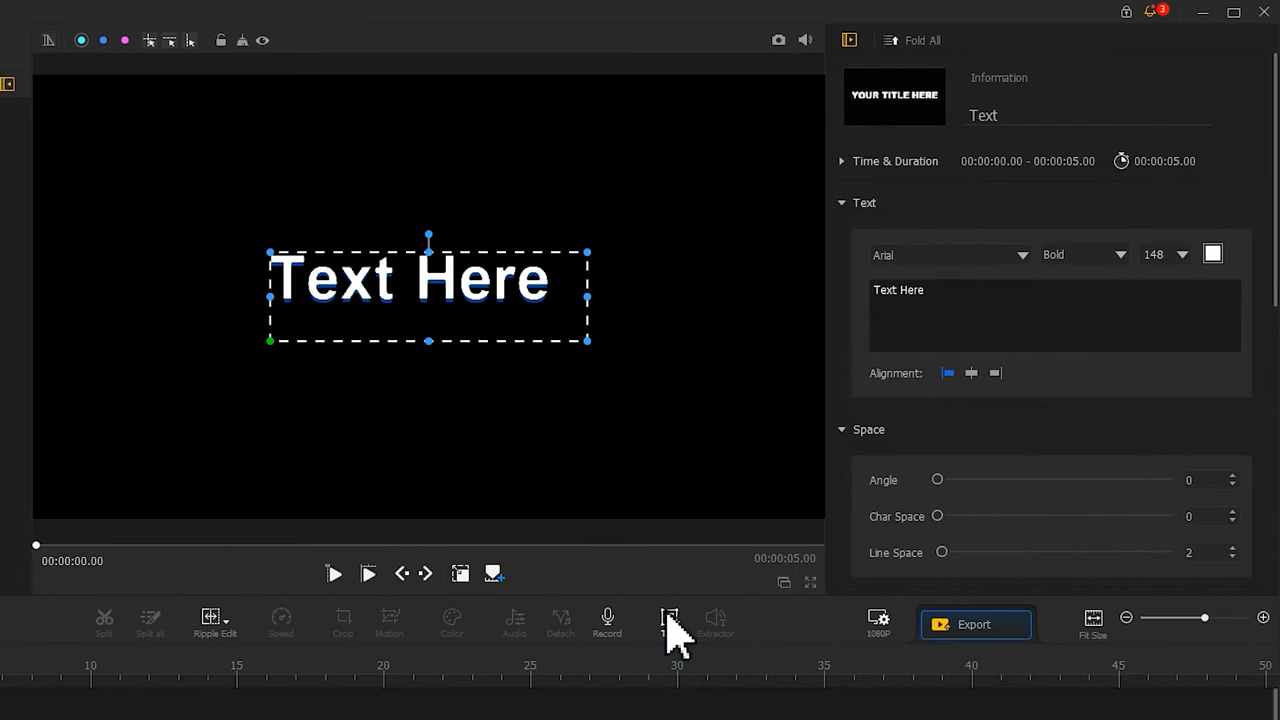 3
Fold All
YOUR TITLE HERE
Information
Text
Time & Duration 00:00:00.00 - 00:00:05.00 00:00:05.00
Text
Arial Bold 148
Text Here
Alignment:
Space
Angle 0
Char Space 0
Line Space 2
Text Here
00:00:00.00 00:00:05.00
Split Split all Ripple Edit Speed Crop Motion Color Audio Detach Record Extractor 1080P Export Fit Size
10 15 20 25 30 35 40 45 50